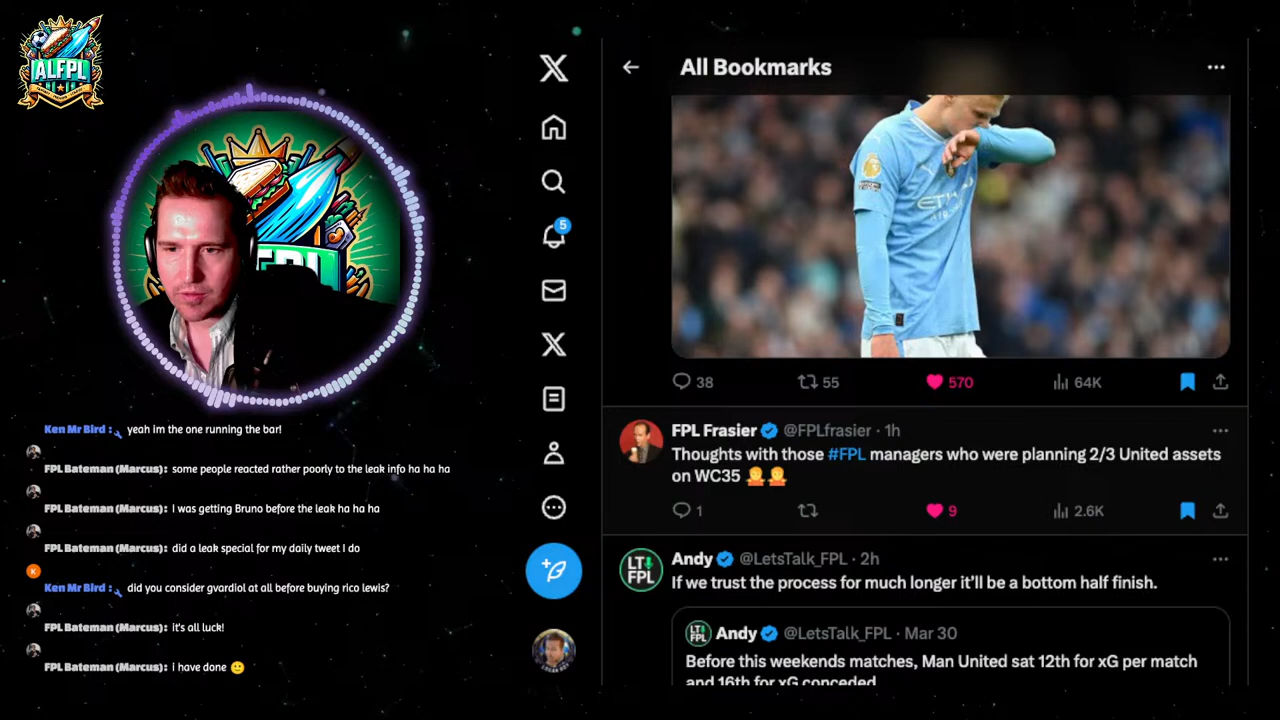 ALFPL
Ken Mr Bird : yeah im the one running the bar!
FPL Bateman (Marcus): some people reacted rather poorly to the leak info ha ha ha
FPL Bateman (Marcus): I was getting Bruno before the leak ha ha ha
FPL Bateman (Marcus): did a leak special for my daily tweet I do
K
Ken Mr Bird : did you consider gvardiol at all before buying rico lewis?
FPL Bateman (Marcus): it's all luck!
FPL Bateman (Marcus): i have done 🙂
5
All Bookmarks
38 55 570 64K
FPL Frasier @FPLfrasier · 1h
Thoughts with those #FPL managers who were planning 2/3 United assets
on WC35 🤷🤷
1 9 2.6K
LT FPL
Andy @LetsTalk_FPL · 2h
If we trust the process for much longer it'll be a bottom half finish.
LT FPL
Andy @LetsTalk_FPL · Mar 30
Before this weekends matches, Man United sat 12th for xG per match
and 16th for xG conceded